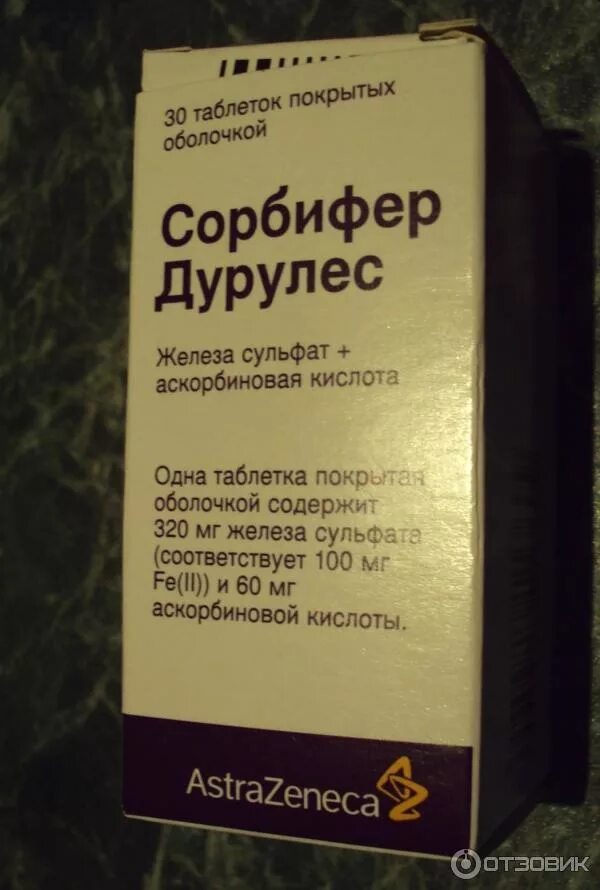 30 таблеток покрытых
оболочкой
Сорбифер
Дурулес
Железа сульфат +
аскорбиновая кислота
Одна таблетка покрытая
оболочкой содержит
320 мг железа сульфата
(соответствует 100 мг
Fe(II)) и 60 мг
аскорбиновой кислоты.
AstraZeneca
ОТЗОВИК